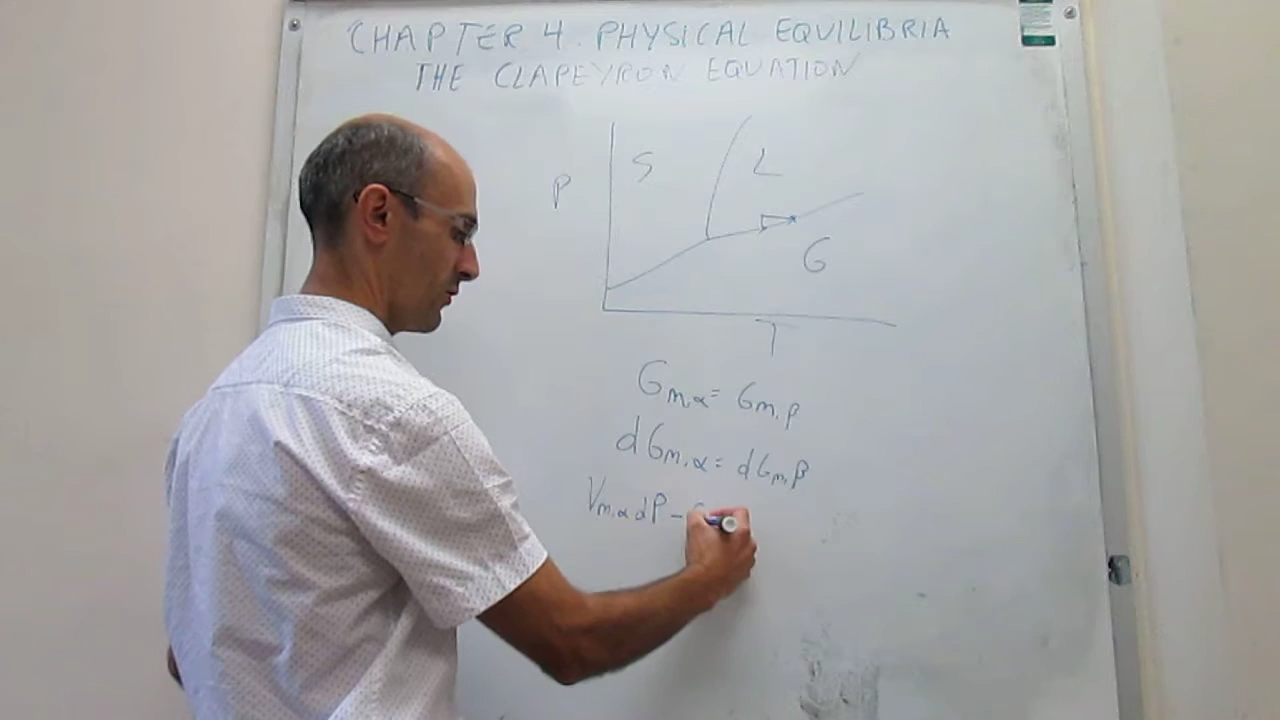 CHAPTER 4. PHYSICAL EQUILIBRIA
THE CLAPEYRON EQUATION
P
S
L
G
T
Gm,α = Gm,β
dGm,α = dGm,β
Vm,α dP -